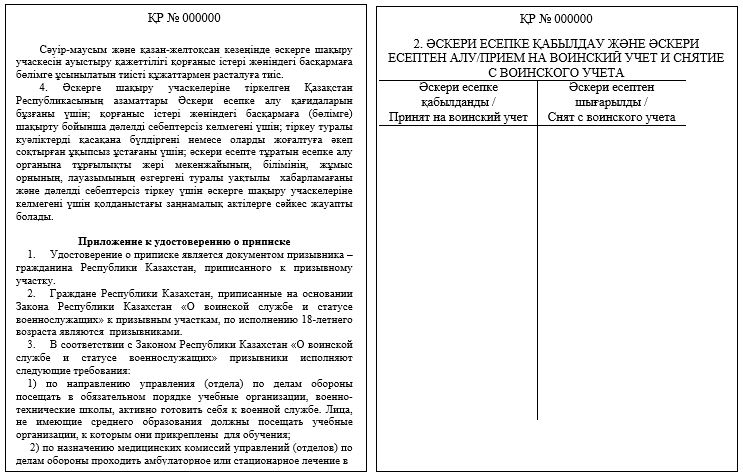 ҚР № 000000
Сәуір-маусым және қазан-желтоқсан кезеңінде әскерге шақыру
учаскесін ауыстыру қажеттілігі қорғаныс істері жөніндегі басқармаға
бөлімге ұсынылатын тиісті құжаттармен расталуға тиіс.
4. Әскерге шақыру учаскелеріне тіркелген Қазақстан
Республикасының азаматтары Әскери есепке алу қағидаларын
бұзғаны үшін; қорғаныс істері жөніндегі басқармаға (бөлімге)
шақырту бойынша дәлелді себептерсіз келмегені үшін; тіркеу туралы
куәліктерді қасақана бүлдіргені немесе оларды жоғалтуға әкеп
соқтырған ұқыпсыз ұстағаны үшін; әскери есепте тұратын есепке алу
органына тұрғылықты жері мекенжайының, білімінің, жұмыс
орнының, лауазымының өзгергені туралы уақтылы хабарламағаны
және дәлелді себептерсіз тіркеу үшін әскерге шақыру учаскелеріне
келмегені үшін қолданыстағы заңнамалық актілерге сәйкес жауапты
болады.
Приложение к удостоверению о приписке
1. Удостоверение о приписке является документом призывника –
гражданина Республики Казахстан, приписанного к призывному
участку.
2. Граждане Республики Казахстан, приписанные на основании
Закона Республики Казахстан «О воинской службе и статусе
военнослужащих» к призывным участкам, по исполнению 18-летнего
возраста являются призывниками.
3. В соответствии с Законом Республики Казахстан «О воинской
службе и статусе военнослужащих» призывники исполняют
следующие требования:
1) по направлению управления (отдела) по делам обороны
посещать в обязательном порядке учебные организации, военно-
технические школы, активно готовить себя к военной службе. Лица,
не имеющие среднего образования должны посещать учебные
организации, к которым они прикреплены для обучения;
2) по назначению медицинских комиссий управлений (отделов) по
делам обороны проходить амбулаторное или стационарное лечение в
ҚР № 000000
2. ӘСКЕРИ ЕСЕПКЕ ҚАБЫЛДАУ ЖӘНЕ ӘСКЕРИ
ЕСЕПТЕН АЛУ/ПРИЕМ НА ВОИНСКИЙ УЧЕТ И СНЯТИЕ
С ВОИНСКОГО УЧЕТА
Әскери есепке
қабылданды /
Принят на воинский учет
Әскери есептен
шығарылды /
Снят с воинского учета